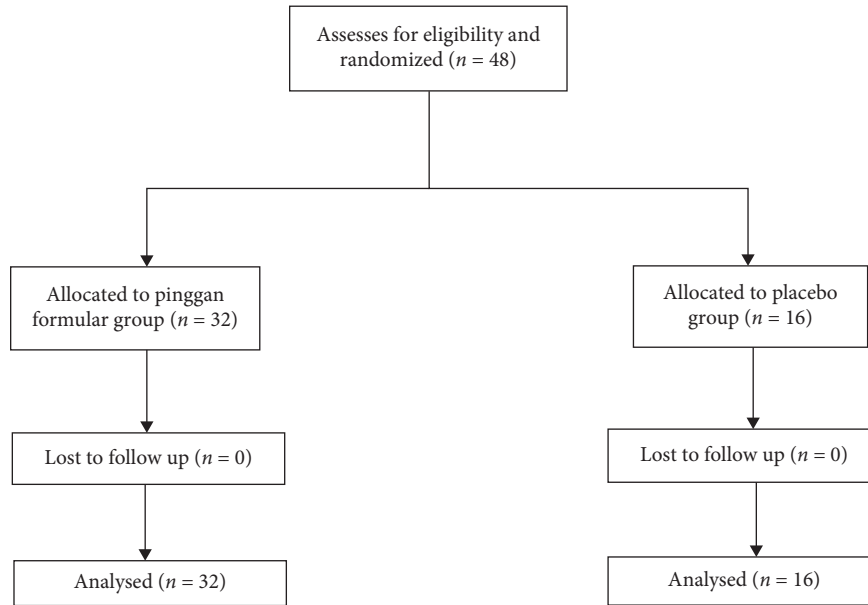 Assesses for eligibility and
randomized (n = 48)
Allocated to pinggan
formular group (n = 32)
Allocated to placebo
group (n = 16)
Lost to follow up (n = 0)
Lost to follow up (n = 0)
Analysed (n = 32)
Analysed (n = 16)